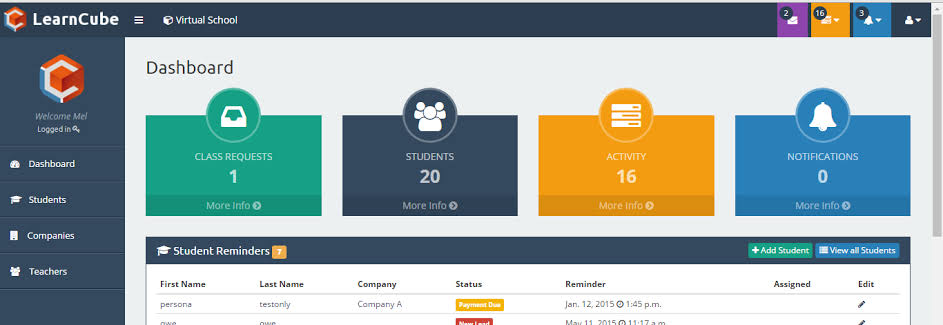 LearnCube
Virtual School
2
16
3
Dashboard
Welcome Mel
Logged in
Dashboard
Students
Companies
Teachers
CLASS REQUESTS
1
More Info
STUDENTS
20
More Info
ACTIVITY
16
More Info
NOTIFICATIONS
0
More Info
Student Reminders 7
+ Add Student
View all Students
First Name Last Name Company Status Reminder Assigned Edit
persona testonly Company A Payment Due Jan. 12, 2015 1:45 p.m.
qwe qwe New Lead May 11, 2015 11:17 a.m.